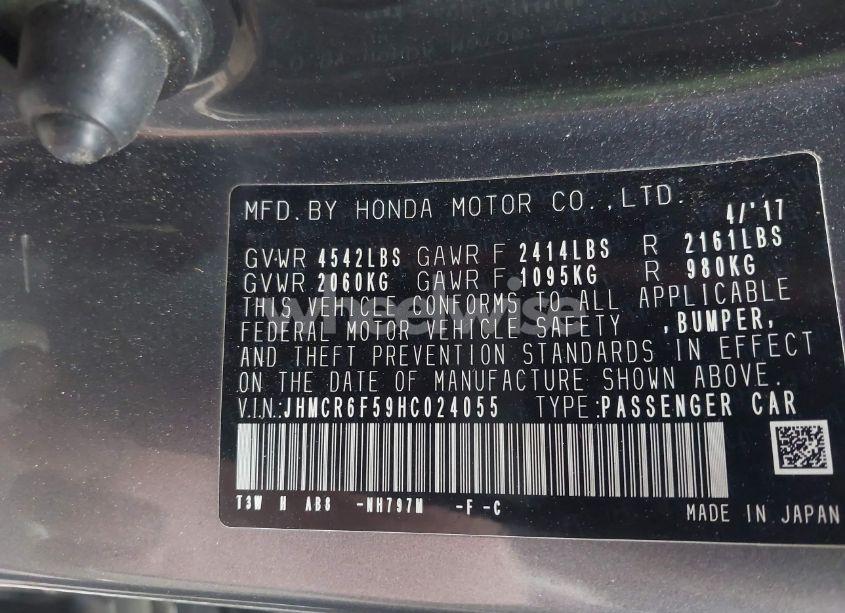 MFD.BY HONDA MOTOR CO.,LTD. 4/'17
GVWR 4542LBS GAWR F 2414LBS R 2161LBS
GVWR 2060KG GAWR F 1095KG R 980KG
THIS VEHICLE CONFORMS TO ALL APPLICABLE
FEDERAL MOTOR VEHICLE SAFETY ,BUMPER,
AND THEFT PREVENTION STANDARDS IN EFFECT
ON THE DATE OF MANUFACTURE SHOWN ABOVE.
V.I.N.:JHMCR6F59HC024055 TYPE:PASSENGER CAR
T3W N AB8 -NH797M -F-C
MADE IN JAPAN
wheelwise